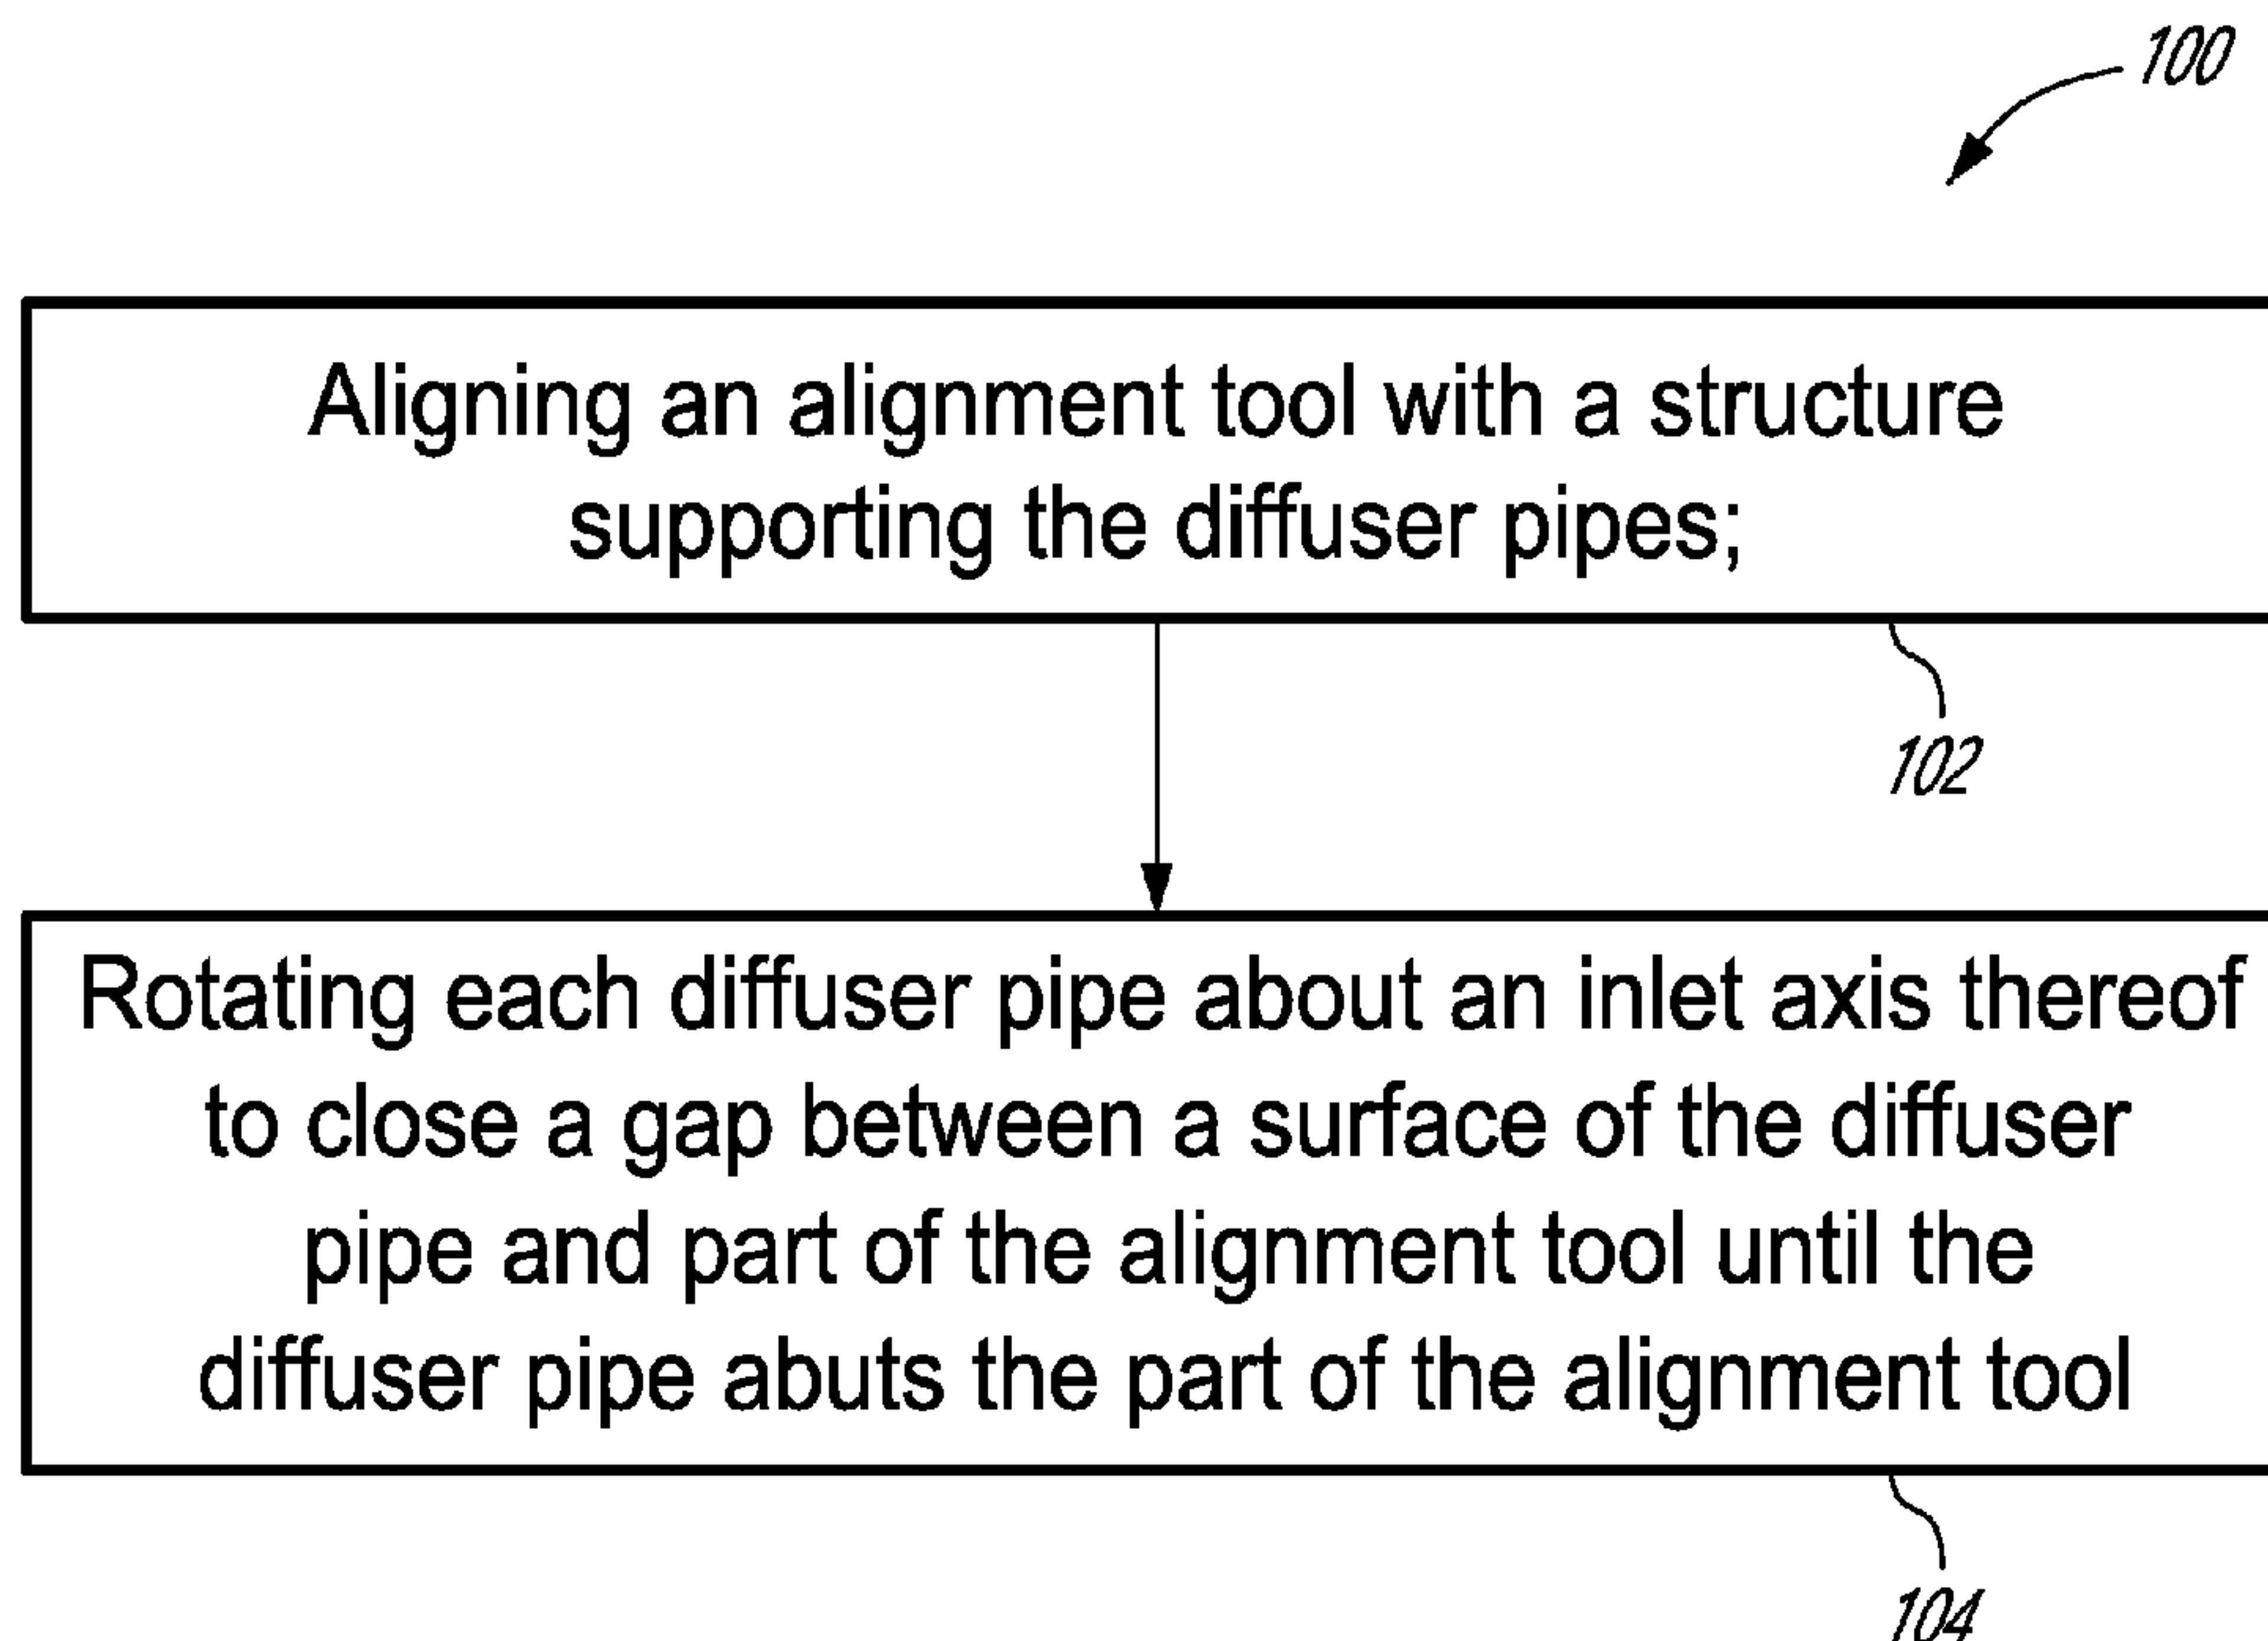 100
Aligning an alignment tool with a structure
supporting the diffuser pipes;
102
Rotating each diffuser pipe about an inlet axis thereof
to close a gap between a surface of the diffuser
pipe and part of the alignment tool until the
diffuser pipe abuts the part of the alignment tool
104